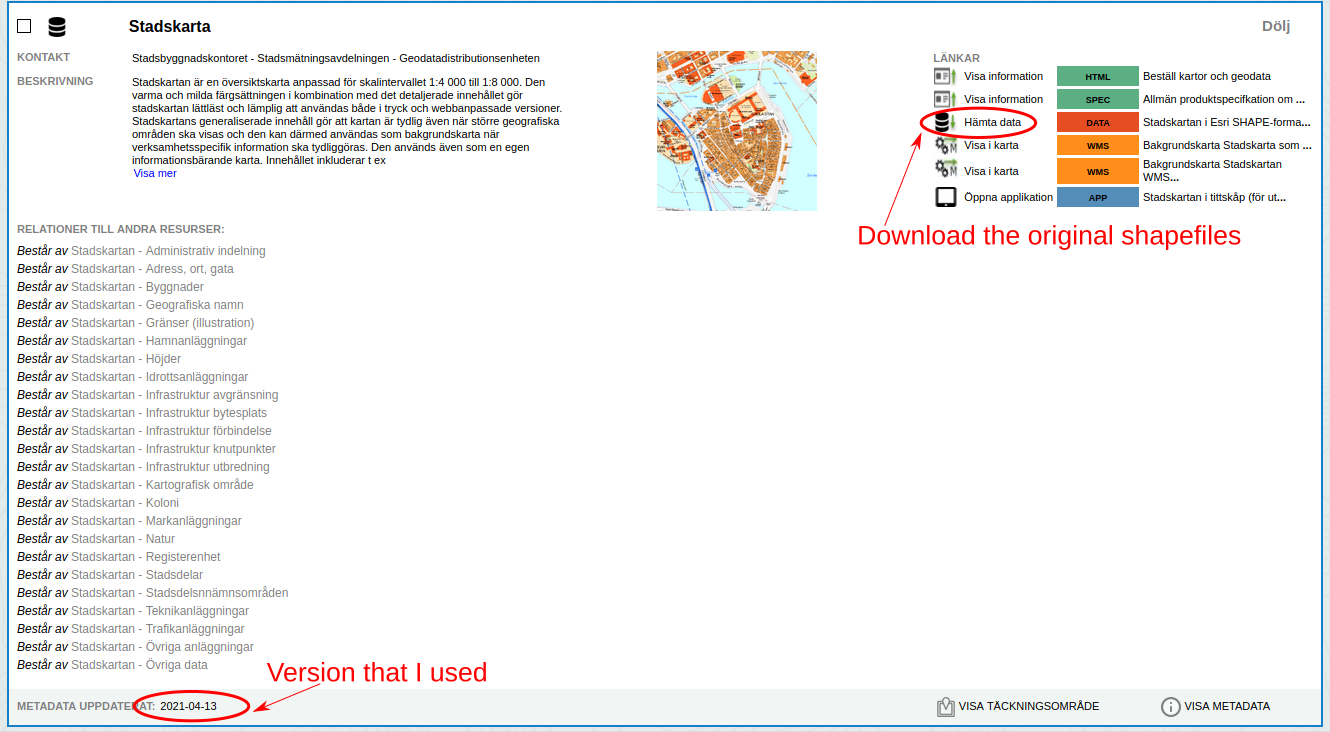 Stadskarta
Dölj
KONTAKT
Stadsbyggnadskontoret - Stadsmätningsavdelningen - Geodatadistributionsenheten
BESKRIVNING
Stadskartan är en översiktskarta anpassad för skalintervallet 1:4 000 till 1:8 000. Den
varma och milda färgsättningen i kombination med det detaljerade innehållet gör
stadskartan lättläst och lämplig att användas både i tryck och webbanpassade versioner.
Stadskartans generaliserade innehåll gör att kartan är tydlig även när större geografiska
områden ska visas och den kan därmed användas som bakgrundskarta när
verksamhetsspecifik information ska tydliggöras. Den används även som en egen
informationsbärande karta. Innehållet inkluderar t ex
Visa mer
LÄNKAR
Visa information HTML Beställ kartor och geodata
Visa information SPEC Allmän produktspecifkation om ...
Hämta data DATA Stadskartan i Esri SHAPE-forma...
Visa i karta WMS Bakgrundskarta Stadskarta som ...
Visa i karta WMS Bakgrundskarta Stadskartan
WMS...
Öppna applikation APP Stadskartan i tittskåp (för ut...
Download the original shapefiles
RELATIONER TILL ANDRA RESURSER:
Består av Stadskartan - Administrativ indelning
Består av Stadskartan - Adress, ort, gata
Består av Stadskartan - Byggnader
Består av Stadskartan - Geografiska namn
Består av Stadskartan - Gränser (illustration)
Består av Stadskartan - Hamnanläggningar
Består av Stadskartan - Höjder
Består av Stadskartan - Idrottsanläggningar
Består av Stadskartan - Infrastruktur avgränsning
Består av Stadskartan - Infrastruktur bytesplats
Består av Stadskartan - Infrastruktur förbindelse
Består av Stadskartan - Infrastruktur knutpunkter
Består av Stadskartan - Infrastruktur utbredning
Består av Stadskartan - Kartografisk område
Består av Stadskartan - Koloni
Består av Stadskartan - Markanläggningar
Består av Stadskartan - Natur
Består av Stadskartan - Registerenhet
Består av Stadskartan - Stadsdelar
Består av Stadskartan - Stadsdelsnnämnsområden
Består av Stadskartan - Teknikanläggningar
Består av Stadskartan - Trafikanläggningar
Består av Stadskartan - Övriga anläggningar
Består av Stadskartan - Övriga data
Version that I used
METADATA UPPDATERAT: 2021-04-13
VISA TÄCKNINGSOMRÅDE
VISA METADATA